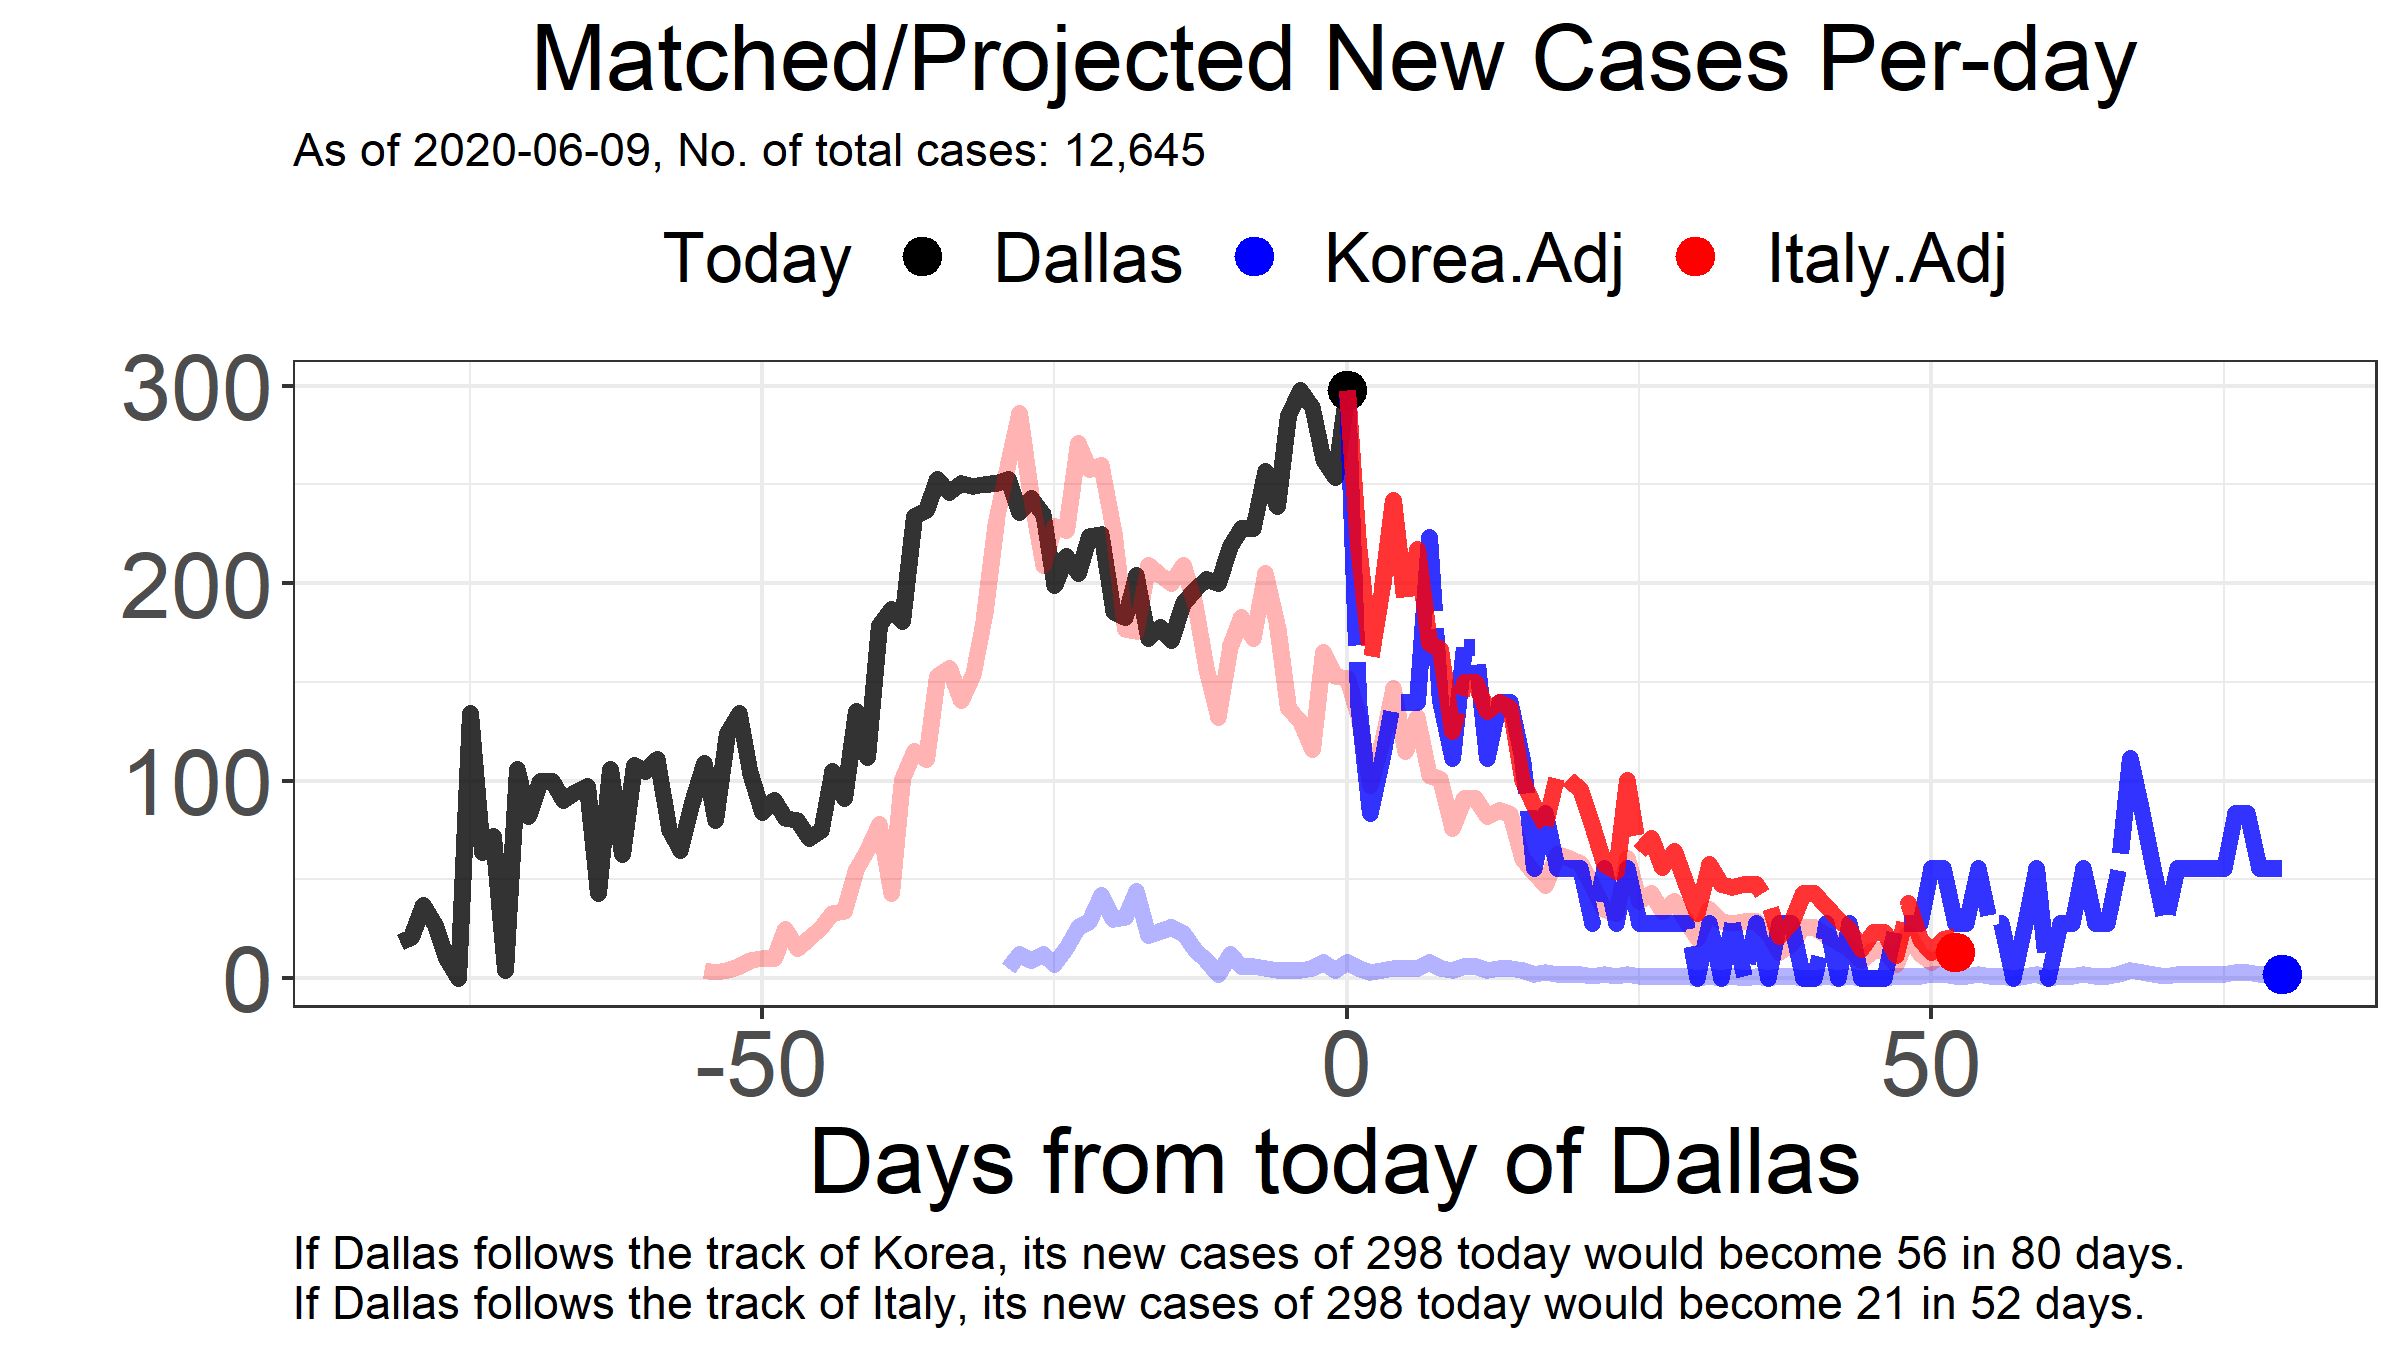 Matched/Projected New Cases Per-day
As of 2020-06-09, No. of total cases: 12,645
Today Dallas Korea.Adj Italy.Adj
300
200
100
0
-50 0 50
Days from today of Dallas
If Dallas follows the track of Korea, its new cases of 298 today would become 56 in 80 days.
If Dallas follows the track of Italy, its new cases of 298 today would become 21 in 52 days.